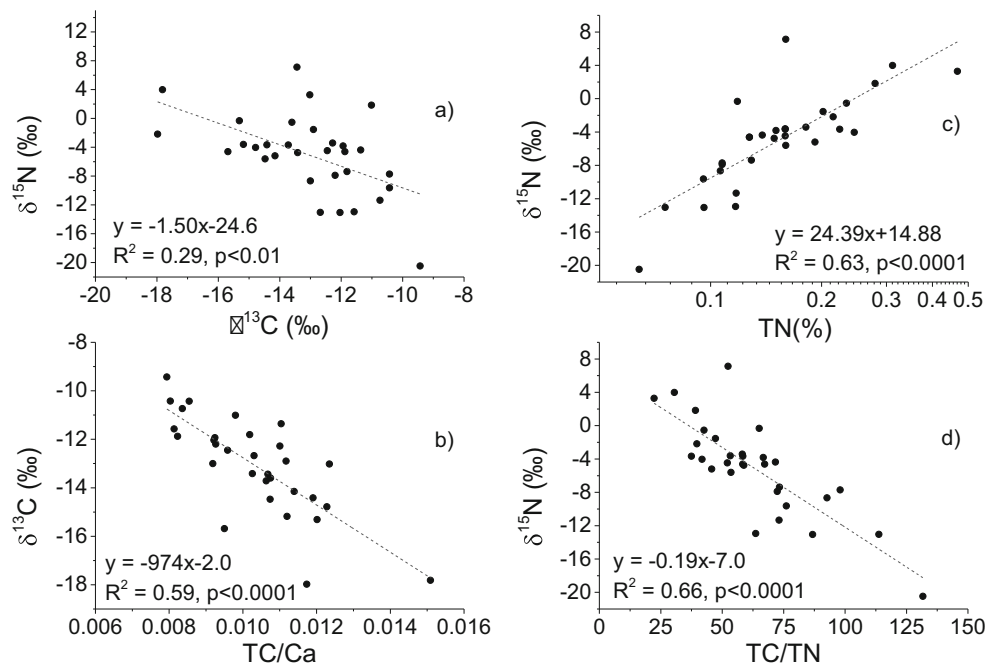 12
8
4
0
-4
-8
-12
-16
-20
δ¹⁵N (‰)
a)
y = -1.50x-24.6
R² = 0.29, p<0.01
-20 -18 -16 -14 -12 -10 -8
□¹³C (‰)
8
4
0
-4
-8
-12
-16
-20
δ¹⁵N (‰)
c)
y = 24.39x+14.88
R² = 0.63, p<0.0001
0.1 0.2 0.3 0.4 0.5
TN(%)
-8
-10
-12
-14
-16
-18
δ¹³C (‰)
b)
y = -974x-2.0
R² = 0.59, p<0.0001
0.006 0.008 0.010 0.012 0.014 0.016
TC/Ca
8
4
0
-4
-8
-12
-16
-20
δ¹⁵N (‰)
d)
y = -0.19x-7.0
R² = 0.66, p<0.0001
0 25 50 75 100 125 150
TC/TN